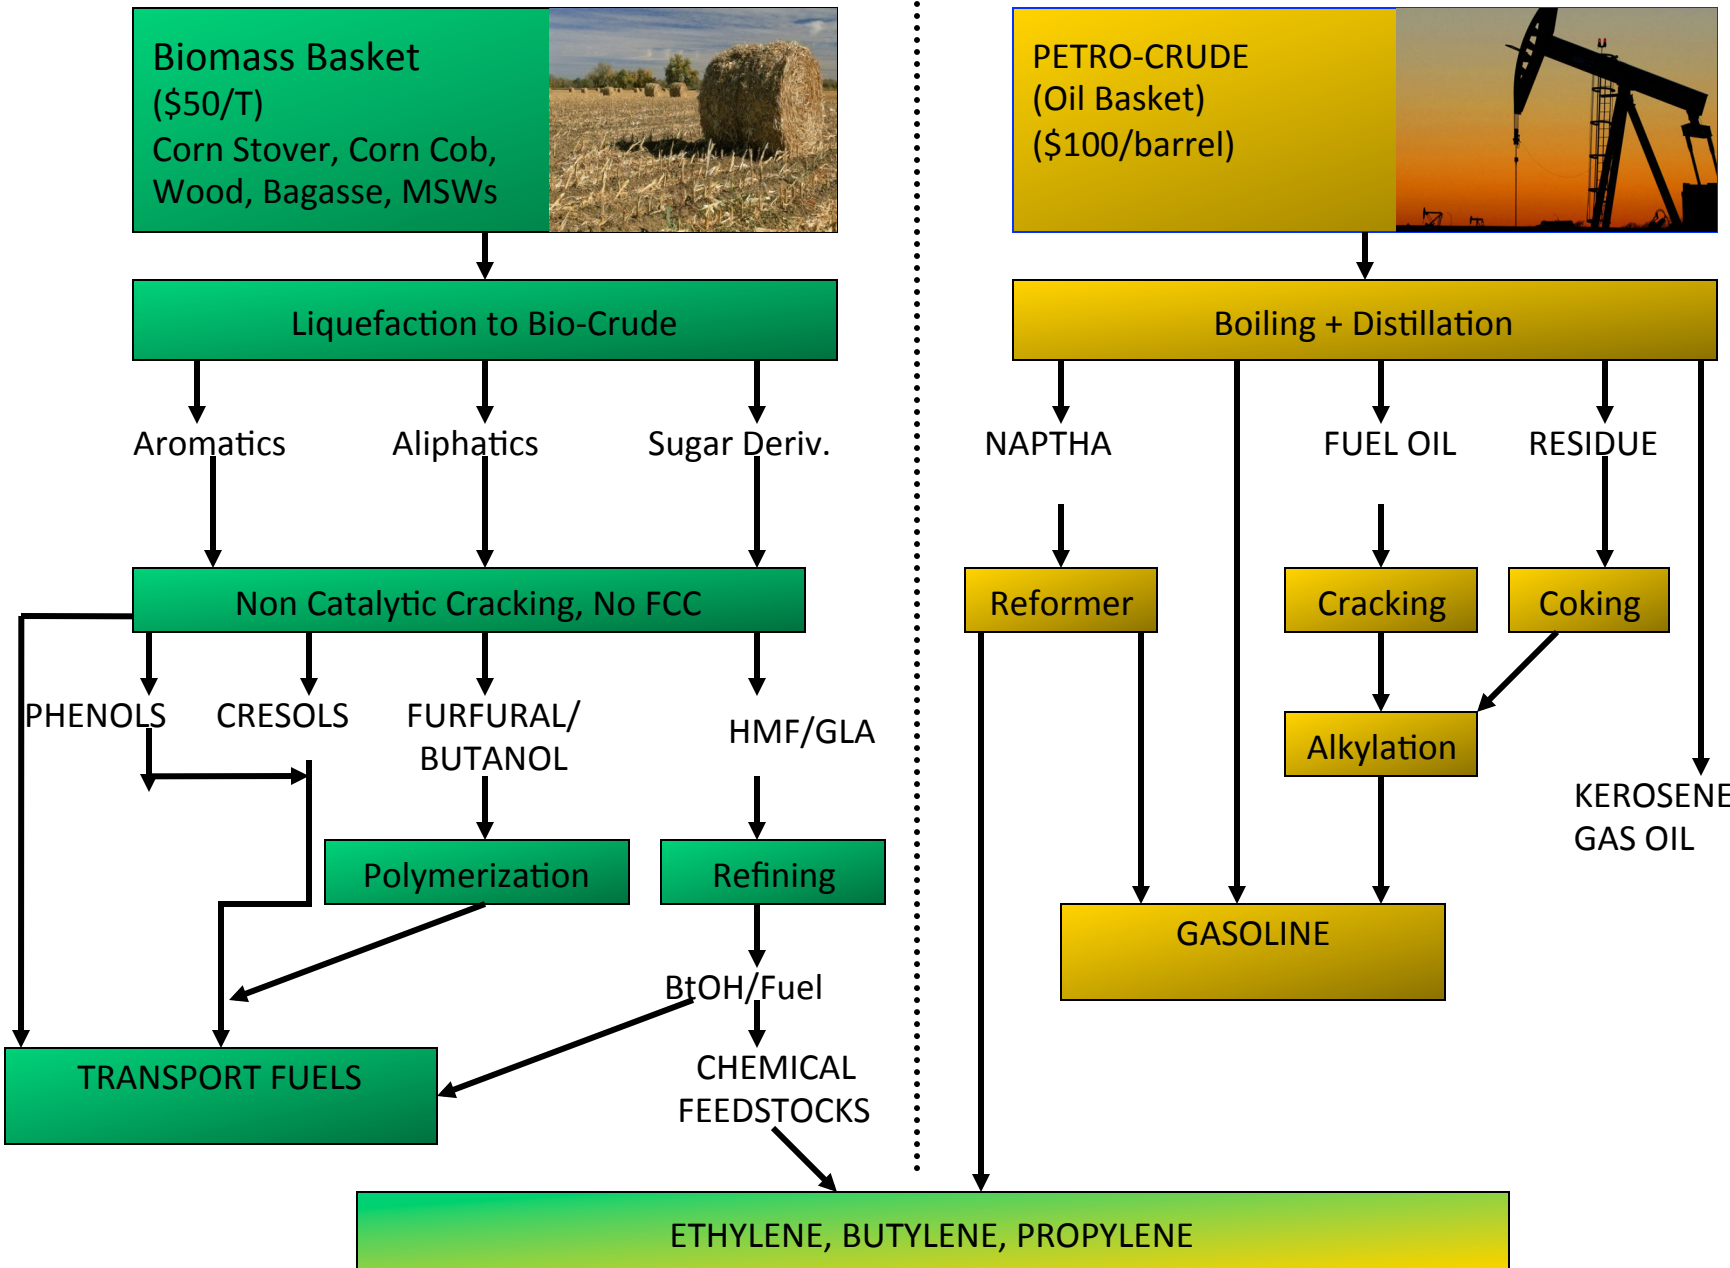 Biomass Basket
($50/T)
Corn Stover, Corn Cob,
Wood, Bagasse, MSWs
PETRO-CRUDE
(Oil Basket)
($100/barrel)
Liquefaction to Bio-Crude
Boiling + Distillation
Aromatics
Aliphatics
Sugar Deriv.
NAPTHA
FUEL OIL
RESIDUE
Non Catalytic Cracking, No FCC
Reformer
Cracking
Coking
PHENOLS
CRESOLS
FURFURAL/
BUTANOL
HMF/GLA
Alkylation
KEROSENE
GAS OIL
Polymerization
Refining
GASOLINE
BtOH/Fuel
TRANSPORT FUELS
CHEMICAL
FEEDSTOCKS
ETHYLENE, BUTYLENE, PROPYLENE